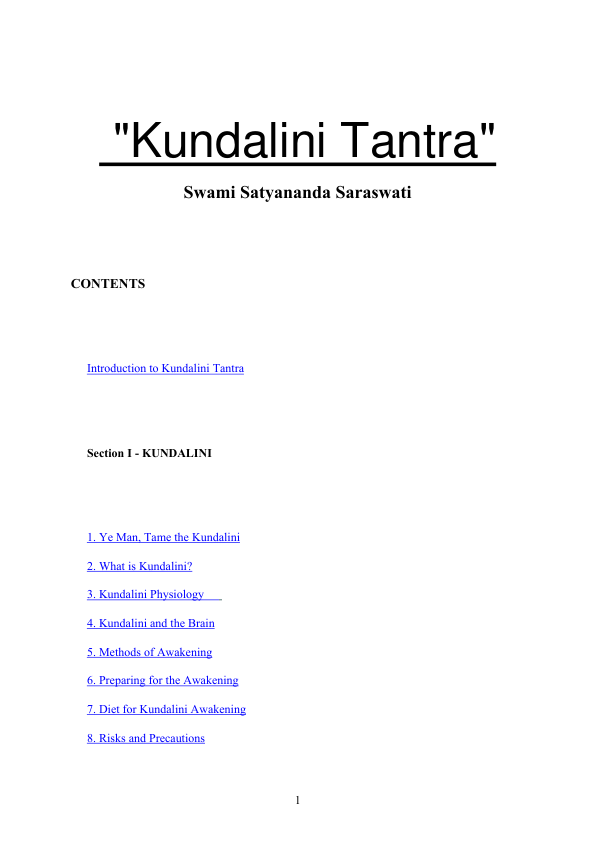 "Kundalini Tantra"
Swami Satyananda Saraswati
CONTENTS
Introduction to Kundalini Tantra
Section I - KUNDALINI
1. Ye Man, Tame the Kundalini
2. What is Kundalini?
3. Kundalini Physiology
4. Kundalini and the Brain
5. Methods of Awakening
6. Preparing for the Awakening
7. Diet for Kundalini Awakening
8. Risks and Precautions
1